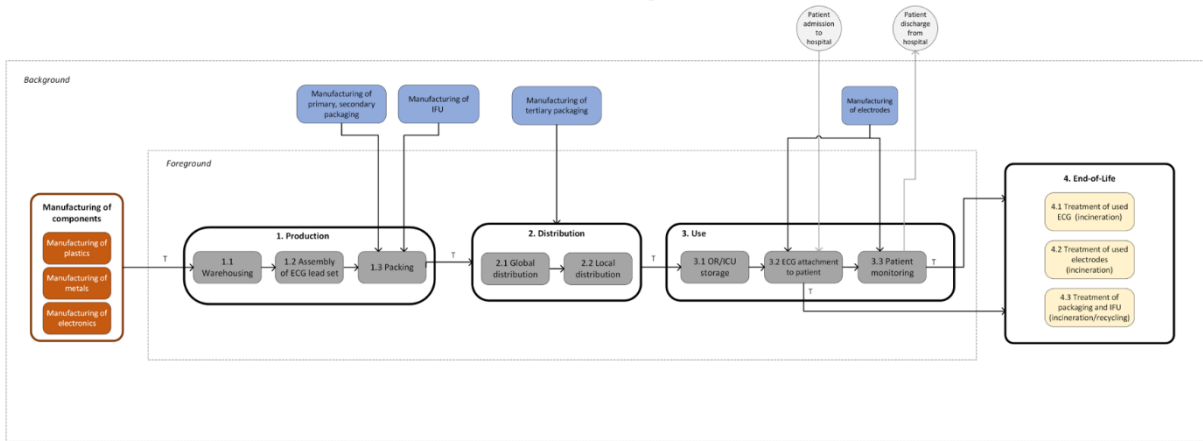 Patient
admission
to
hospital
Patient
discharge
from
hospital
Background
Manufacturing of
primary, secondary
packaging
Manufacturing of
IFU
Manufacturing of
tertiary packaging
Manufacturing
of electrodes
Foreground
Manufacturing of
components
Manufacturing of
plastics
Manufacturing of
metals
Manufacturing of
electronics
T
1. Production
1.1
Warehousing
1.2 Assembly
of ECG lead set
1.3 Packing
T
2. Distribution
2.1 Global
distribution
2.2 Local
distribution
T
3. Use
3.1 OR/ICU
storage
3.2 ECG attachment
to patient
3.3 Patient
monitoring
T
T
4. End-of-Life
4.1 Treatment of used
ECG (incineration)
4.2 Treatment of used
electrodes
(incineration)
4.3 Treatment of
packaging and IFU
(incineration/recycling)